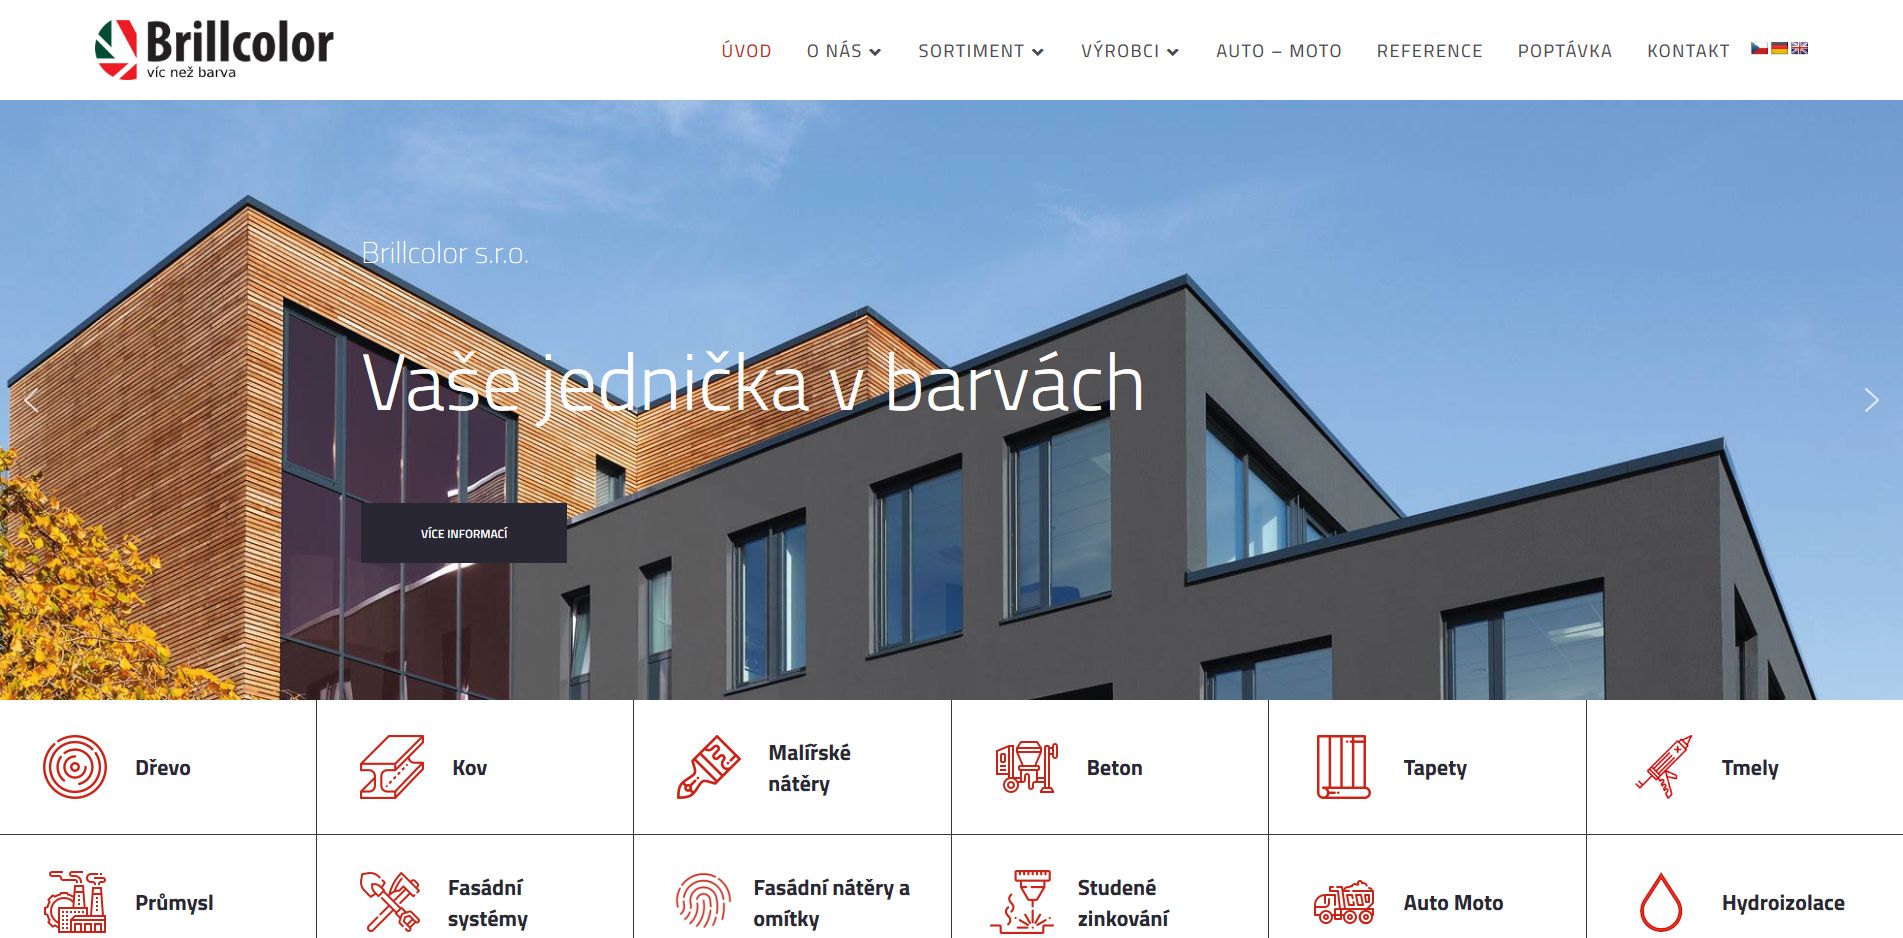 Brillcolor
víc než barva
ÚVOD
O NÁS
SORTIMENT
VÝROBCI
AUTO – MOTO
REFERENCE
POPTÁVKA
KONTAKT
Brillcolor s.r.o.
Vaše jednička v barvách
VÍCE INFORMACÍ
Dřevo
Kov
Malířské
nátěry
Beton
Tapety
Tmely
Průmysl
Fasádní
systémy
Fasádní nátěry a
omítky
Studené
zinkování
Auto Moto
Hydroizolace